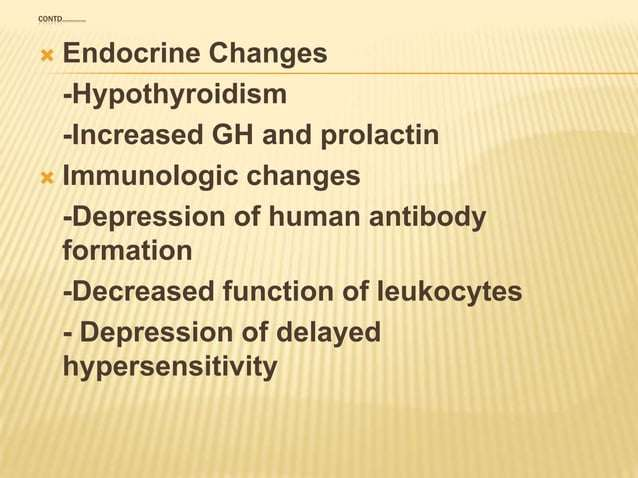 CONTD..............
Endocrine Changes
-Hypothyroidism
-Increased GH and prolactin
Immunologic changes
-Depression of human antibody
formation
-Decreased function of leukocytes
- Depression of delayed
hypersensitivity